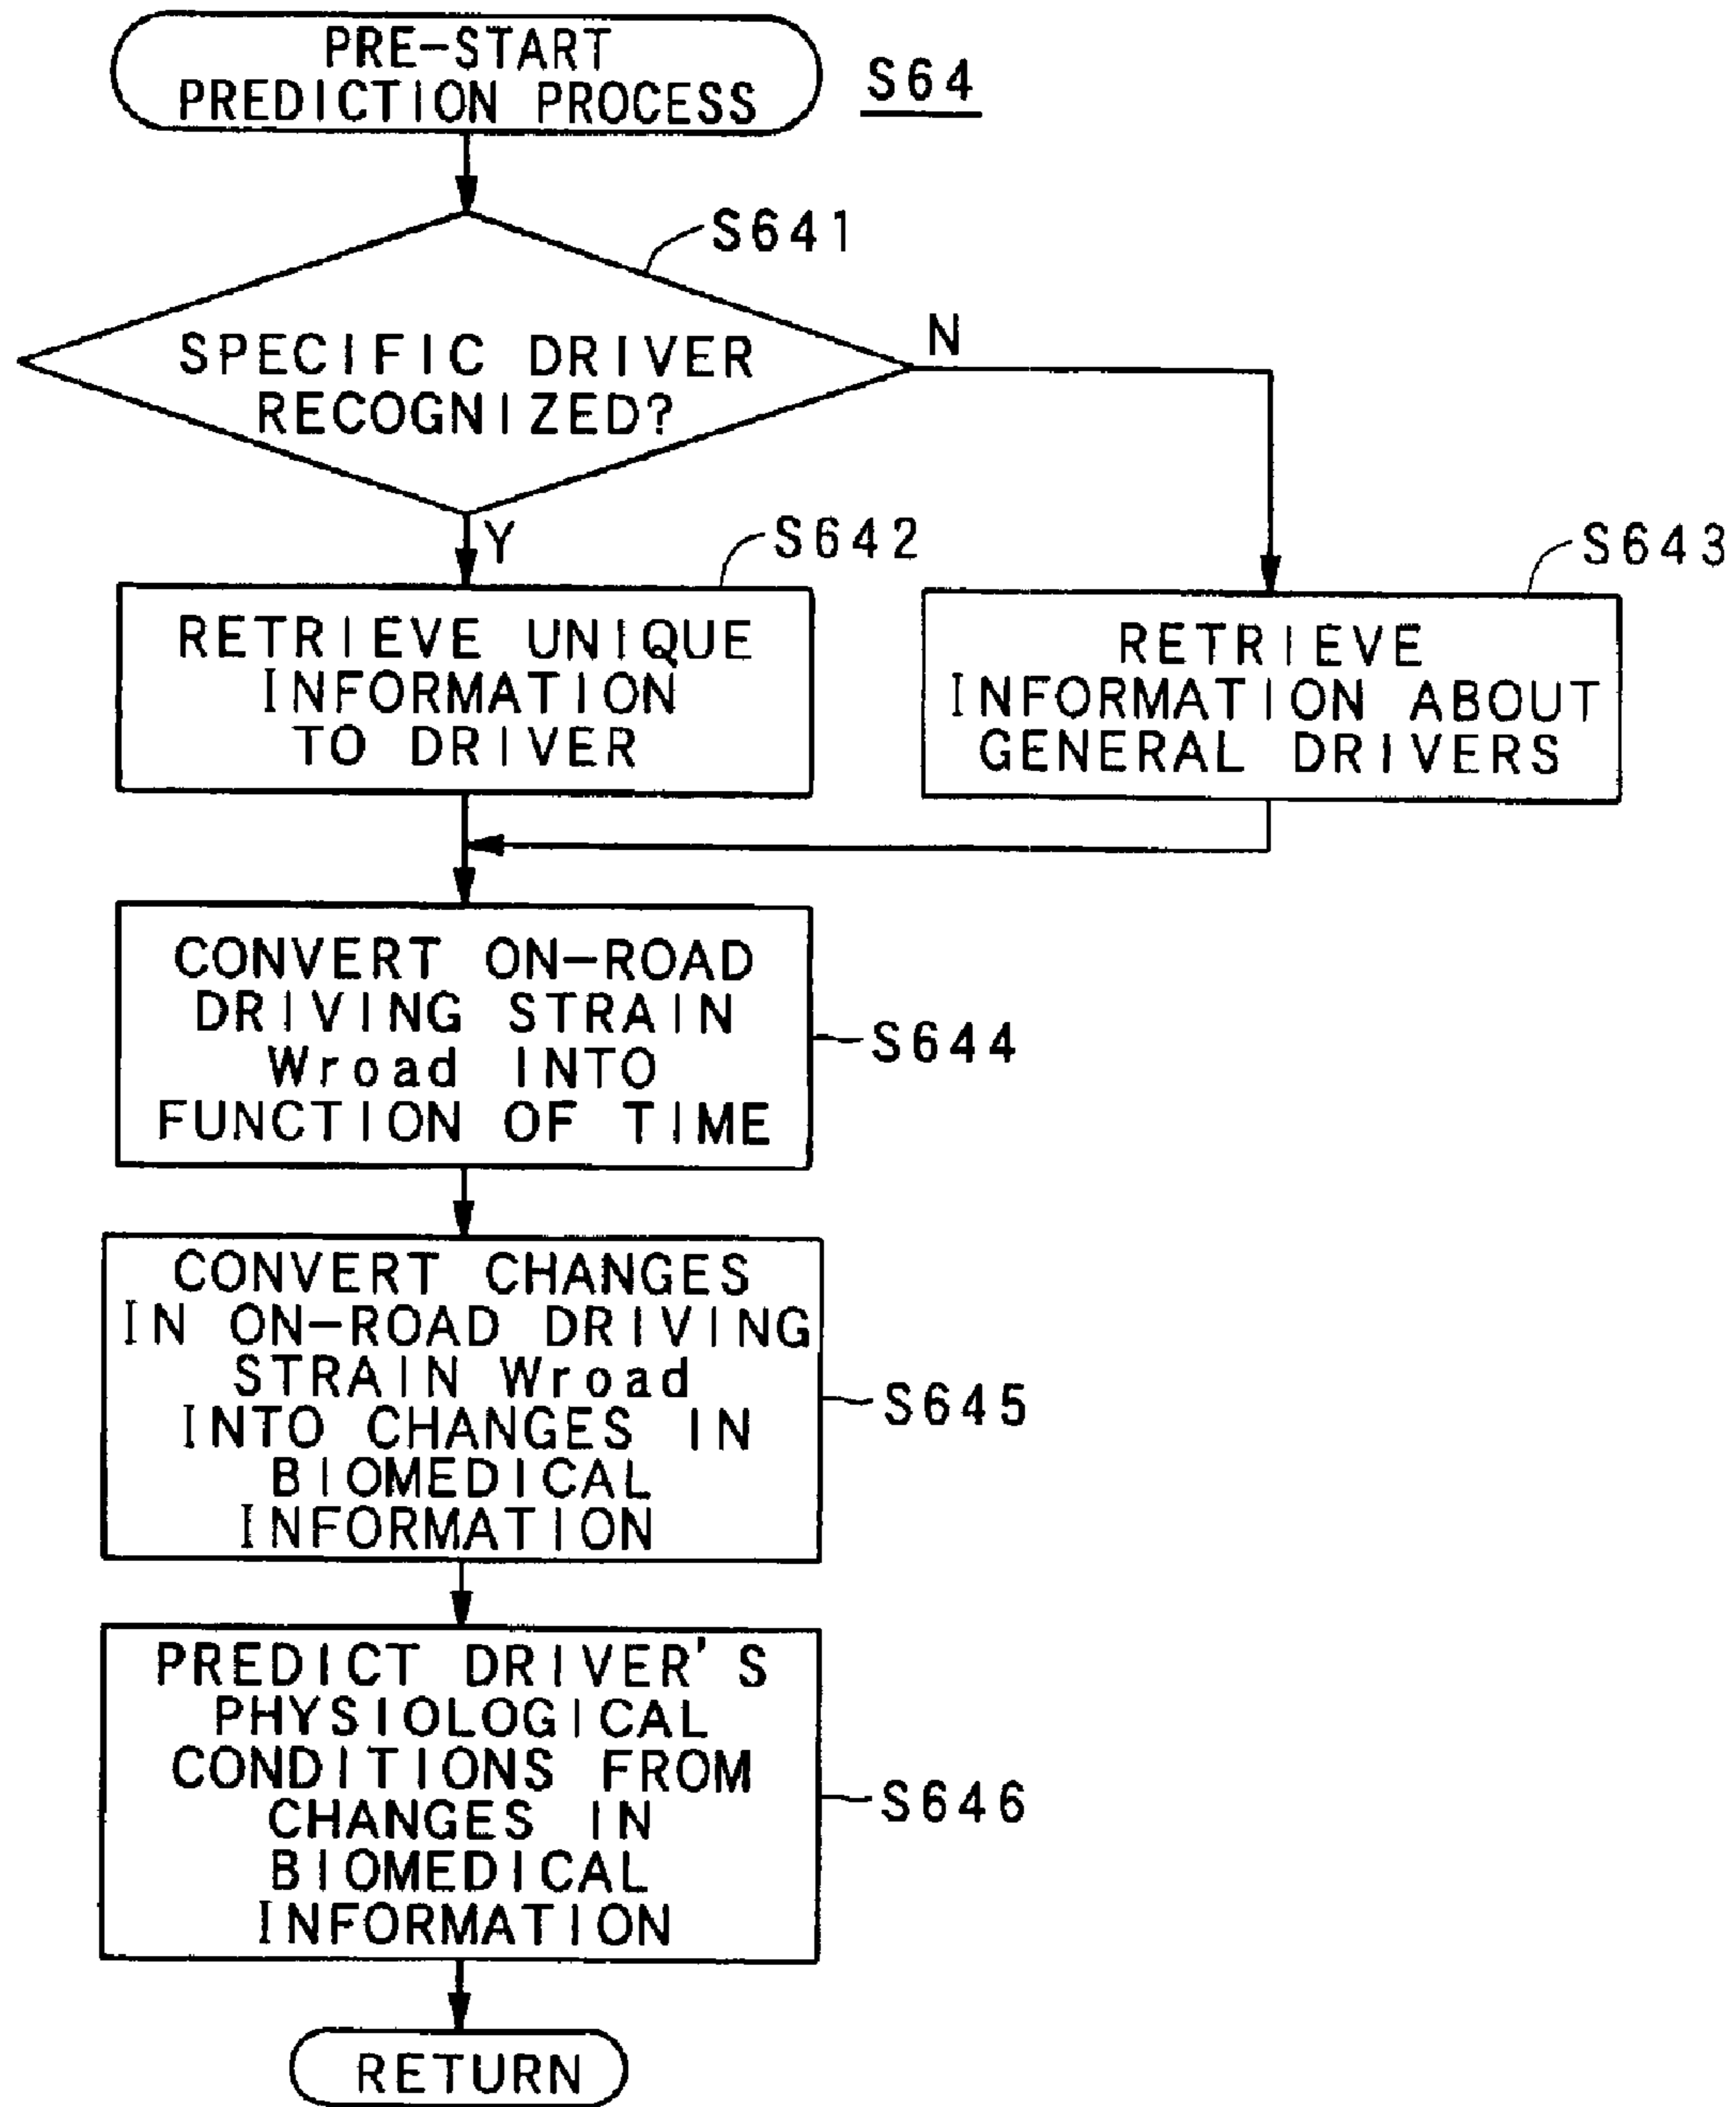 PRE-START
PREDICTION PROCESS
S64
S641
SPECIFIC DRIVER
RECOGNIZED?
N
Y
S642
RETRIEVE UNIQUE
INFORMATION
TO DRIVER
S643
RETRIEVE
INFORMATION ABOUT
GENERAL DRIVERS
CONVERT ON-ROAD
DRIVING STRAIN
Wroad INTO
FUNCTION OF TIME
S644
CONVERT CHANGES
IN ON-ROAD DRIVING
STRAIN Wroad
INTO CHANGES IN
BIOMEDICAL
INFORMATION
S645
PREDICT DRIVER'S
PHYSIOLOGICAL
CONDITIONS FROM
CHANGES IN
BIOMEDICAL
INFORMATION
S646
RETURN